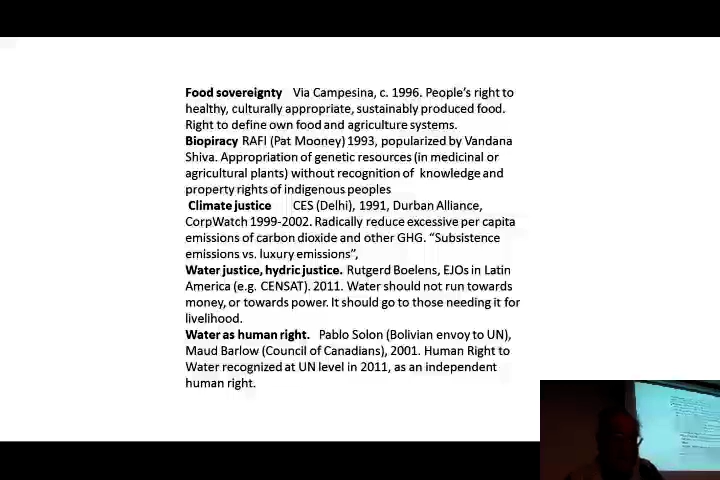 Food sovereignty Via Campesina, c. 1996. People's right to
healthy, culturally appropriate, sustainably produced food.
Right to define own food and agriculture systems.
Biopiracy RAFI (Pat Mooney) 1993, popularized by Vandana
Shiva. Appropriation of genetic resources (in medicinal or
agricultural plants) without recognition of knowledge and
property rights of indigenous peoples
Climate justice CES (Delhi), 1991, Durban Alliance,
CorpWatch 1999-2002. Radically reduce excessive per capita
emissions of carbon dioxide and other GHG. “Subsistence
emissions vs. luxury emissions”,
Water justice, hydric justice. Rutgerd Boelens, EJOs in Latin
America (e.g. CENSAT). 2011. Water should not run towards
money, or towards power. It should go to those needing it for
livelihood.
Water as human right. Pablo Solon (Bolivian envoy to UN),
Maud Barlow (Council of Canadians), 2001. Human Right to
Water recognized at UN level in 2011, as an independent
human right.